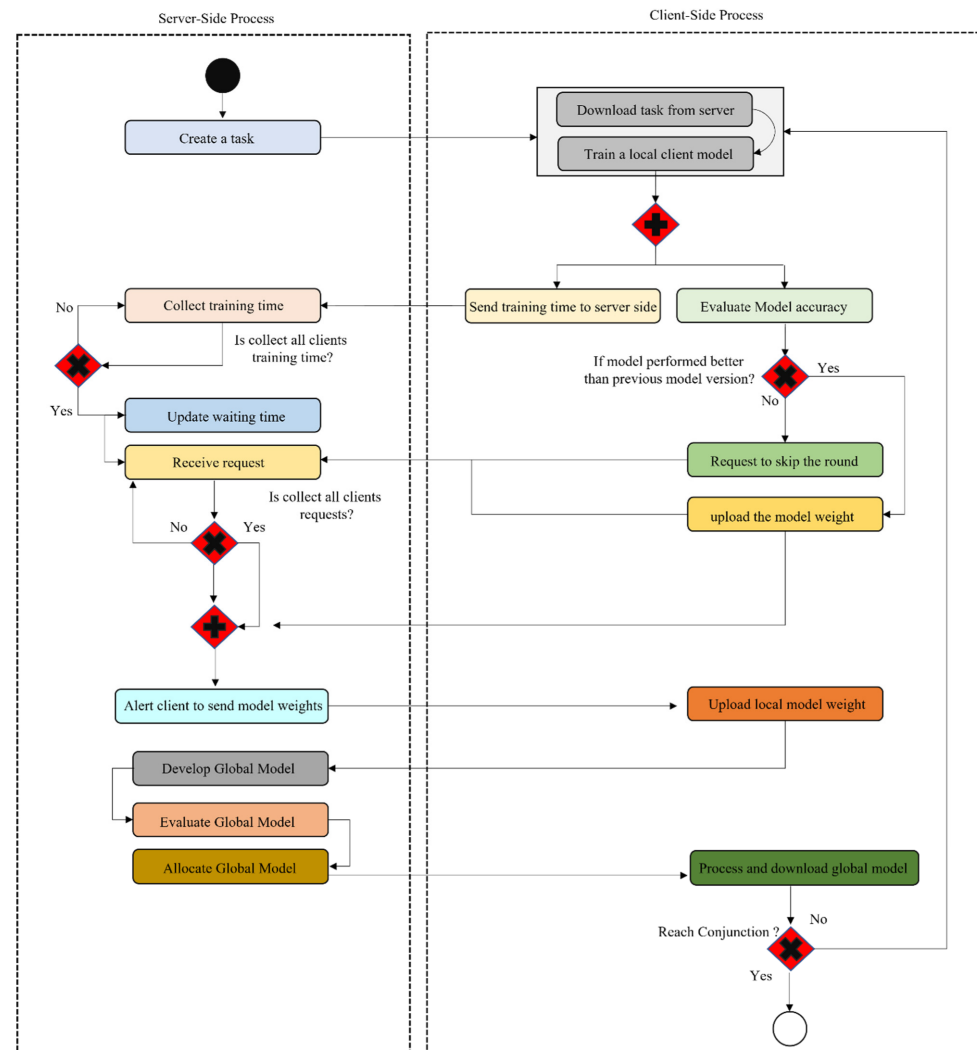 Server-Side Process
Client-Side Process
Download task from server
Create a task
Train a local client model
No
Collect training time
Send training time to server side
Evaluate Model accuracy
Is collect all clients
training time?
If model performed better
than previous model version?
Yes
No
Yes
Update waiting time
Receive request
Request to skip the round
Is collect all clients
requests?
No
Yes
upload the model weight
Alert client to send model weights
Upload local model weight
Develop Global Model
Evaluate Global Model
Allocate Global Model
Process and download global model
No
Reach Conjunction ?
Yes